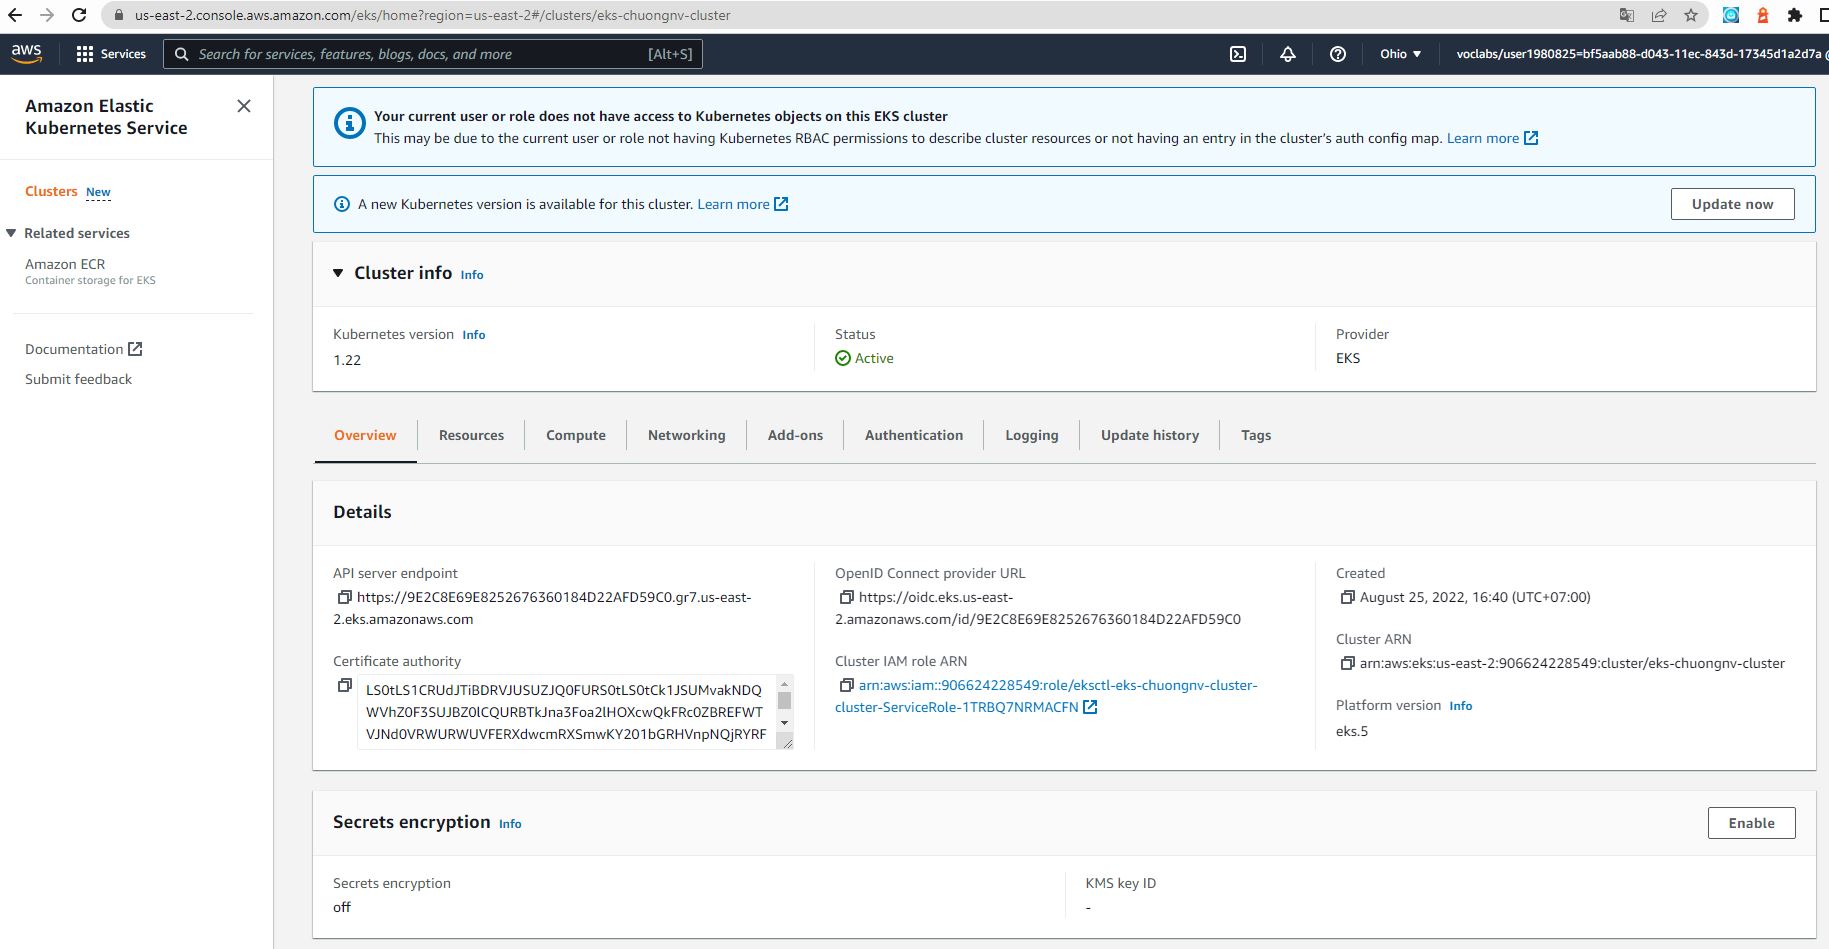 us-east-2.console.aws.amazon.com/eks/home?region=us-east-2#/clusters/eks-chuongnv-cluster
aws
Services
Search for services, features, blogs, docs, and more
[Alt+S]
Ohio
voclabs/user1980825=bf5aab88-d043-11ec-843d-17345d1a2d7a @
Amazon Elastic
Kubernetes Service
Clusters New
Related services
Amazon ECR
Container storage for EKS
Documentation
Submit feedback
Your current user or role does not have access to Kubernetes objects on this EKS cluster
This may be due to the current user or role not having Kubernetes RBAC permissions to describe cluster resources or not having an entry in the cluster's auth config map. Learn more
A new Kubernetes version is available for this cluster. Learn more
Update now
Cluster info Info
Kubernetes version Info
1.22
Status
Active
Provider
EKS
Overview
Resources
Compute
Networking
Add-ons
Authentication
Logging
Update history
Tags
Details
API server endpoint
https://9E2C8E69E8252676360184D22AFD59C0.gr7.us-east-
2.eks.amazonaws.com
Certificate authority
LS0tLS1CRUdJTiBDRVJUSUZJQ0FURS0tLS0tCk1JSUMvakNDQ
WVhZ0F3SUJBZ0lCQURBTkJna3Foa2lHOXcwQkFRc0ZBREFWT
VJNd0VRWURWUVFERXdwcmRXSmwKY201bGRHVnpNQjRYRF
OpenID Connect provider URL
https://oidc.eks.us-east-
2.amazonaws.com/id/9E2C8E69E8252676360184D22AFD59C0
Cluster IAM role ARN
arn:aws:iam::906624228549:role/eksctl-eks-chuongnv-cluster-
cluster-ServiceRole-1TRBQ7NRMACFN
Created
August 25, 2022, 16:40 (UTC+07:00)
Cluster ARN
arn:aws:eks:us-east-2:906624228549:cluster/eks-chuongnv-cluster
Platform version Info
eks.5
Secrets encryption Info
Enable
Secrets encryption
off
KMS key ID
-